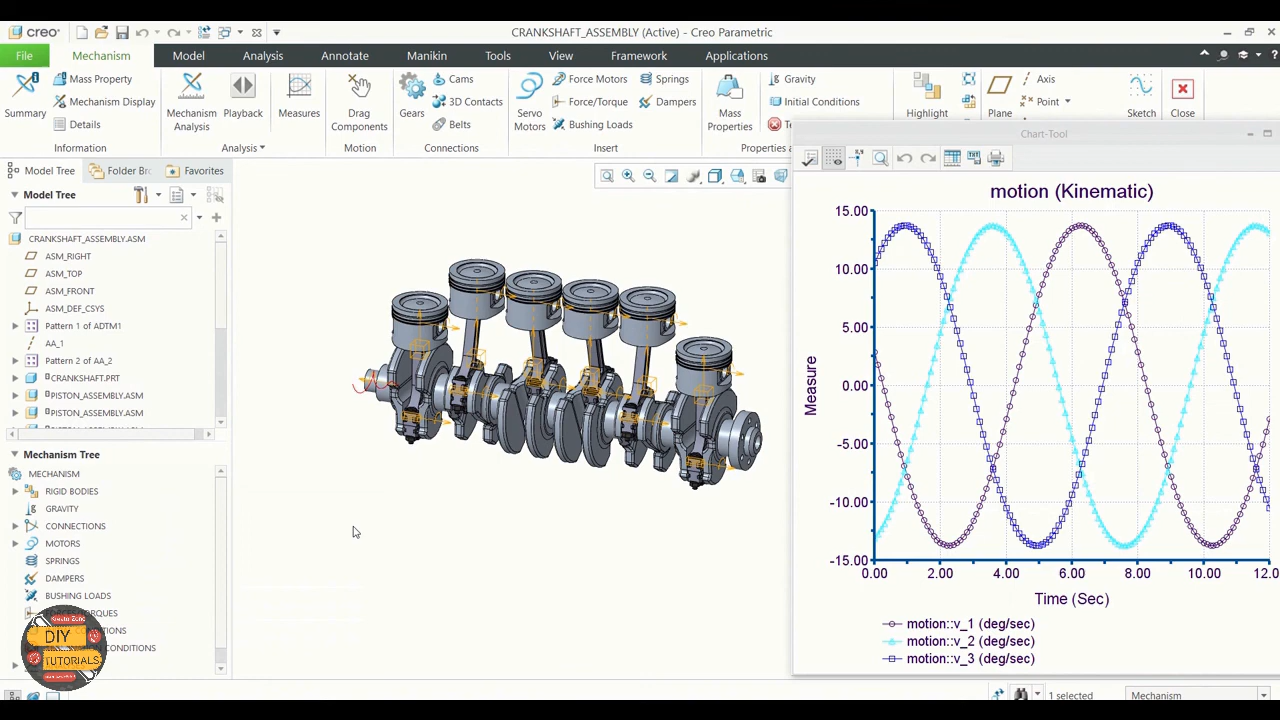 creo
CRANKSHAFT_ASSEMBLY (Active) - Creo Parametric
File Mechanism Model Analysis Annotate Manikin Tools View Framework Applications
Summary
Mass Property
Mechanism Display
Details
Information
Mechanism Analysis
Playback
Measures
Analysis
Drag Components
Motion
Gears
Cams
3D Contacts
Belts
Connections
Servo Motors
Force Motors
Force/Torque
Bushing Loads
Springs
Dampers
Insert
Mass Properties
Gravity
Initial Conditions
Te
Properties a
Highlight
Plane
Axis
Point
Sketch
Close
Model Tree
Folder Br
Favorites
Model Tree
CRANKSHAFT_ASSEMBLY.ASM
ASM_RIGHT
ASM_TOP
ASM_FRONT
ASM_DEF_CSYS
Pattern 1 of ADTM1
AA_1
Pattern 2 of AA_2
CRANKSHAFT.PRT
PISTON_ASSEMBLY.ASM
PISTON_ASSEMBLY.ASM
Mechanism Tree
MECHANISM
RIGID BODIES
GRAVITY
CONNECTIONS
MOTORS
SPRINGS
DAMPERS
BUSHING LOADS
DIY
TUTORIALS
Chart-Tool
motion (Kinematic)
15.00
10.00
5.00
0.00
-5.00
-10.00
-15.00
Measure
0.00 2.00 4.00 6.00 8.00 10.00 12.0
Time (Sec)
motion::v_1 (deg/sec)
motion::v_2 (deg/sec)
motion::v_3 (deg/sec)
1 selected
Mechanism